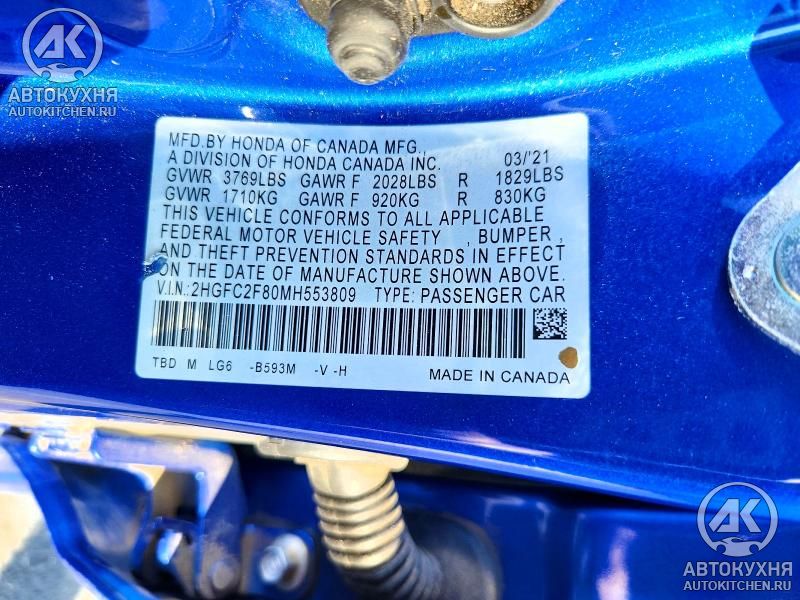 АК
АВТОКУХНЯ
AUTOKITCHEN.RU
MFD.BY HONDA OF CANADA MFG.,
A DIVISION OF HONDA CANADA INC. 03/'21
GVWR 3769LBS GAWR F 2028LBS R 1829LBS
GVWR 1710KG GAWR F 920KG R 830KG
THIS VEHICLE CONFORMS TO ALL APPLICABLE
FEDERAL MOTOR VEHICLE SAFETY , BUMPER ,
AND THEFT PREVENTION STANDARDS IN EFFECT
ON THE DATE OF MANUFACTURE SHOWN ABOVE.
V.I.N.:2HGFC2F80MH553809 TYPE: PASSENGER CAR
TBD M LG6 -B593M -V -H
MADE IN CANADA
АК
АВТОКУХНЯ
AUTOKITCHEN.RU